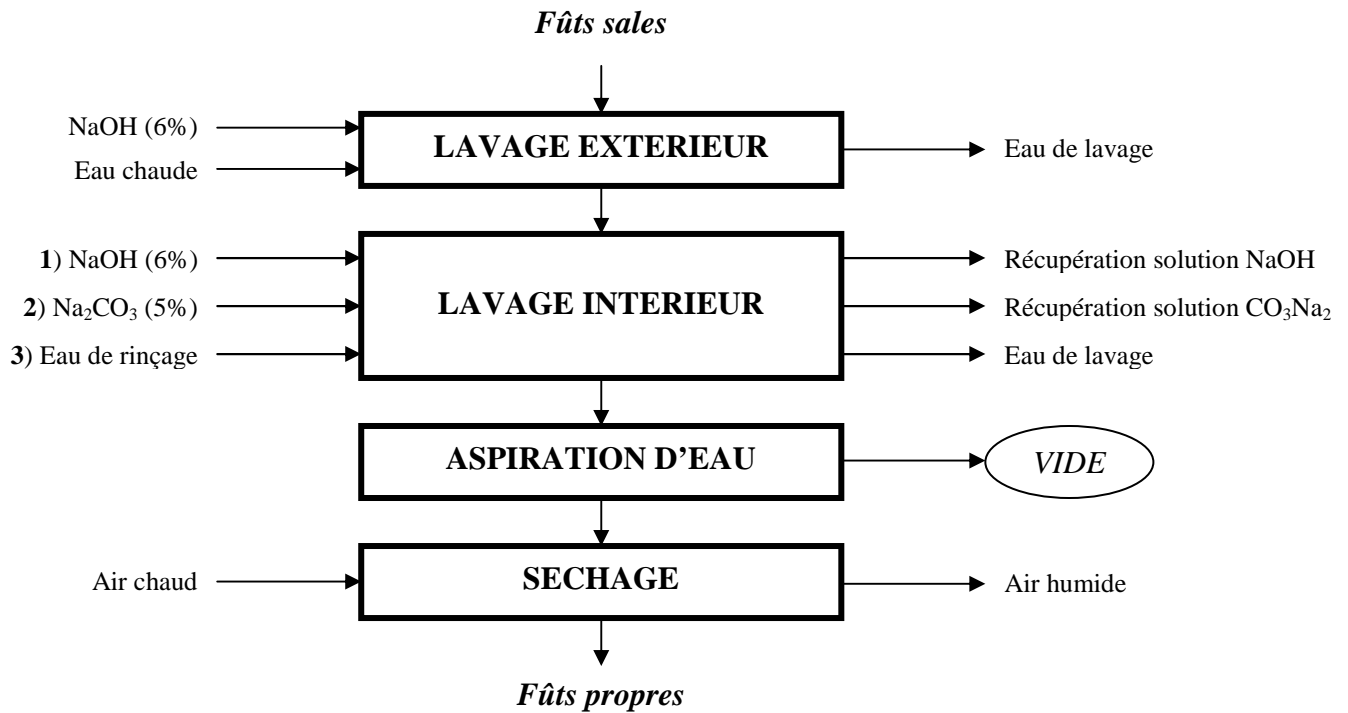 Fûts sales
NaOH (6%)
Eau chaude
LAVAGE EXTERIEUR
Eau de lavage
1) NaOH (6%)
2) Na₂CO₃ (5%)
3) Eau de rinçage
LAVAGE INTERIEUR
Récupération solution NaOH
Récupération solution CO₃Na₂
Eau de lavage
ASPIRATION D'EAU
VIDE
Air chaud
SECHAGE
Air humide
Fûts propres